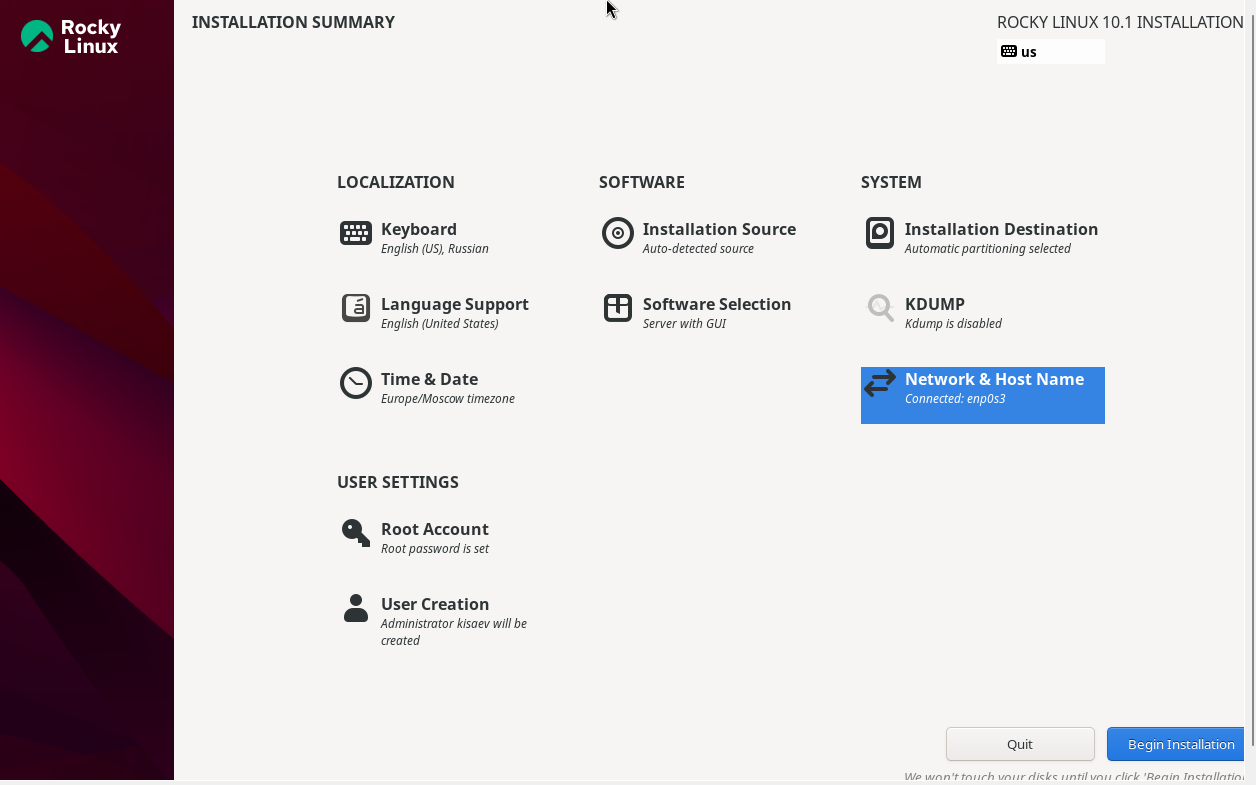 Rocky
Linux
INSTALLATION SUMMARY
ROCKY LINUX 10.1 INSTALLATION
us
LOCALIZATION
Keyboard
English (US), Russian
Language Support
English (United States)
Time & Date
Europe/Moscow timezone
SOFTWARE
Installation Source
Auto-detected source
Software Selection
Server with GUI
SYSTEM
Installation Destination
Automatic partitioning selected
KDUMP
Kdump is disabled
Network & Host Name
Connected: enp0s3
USER SETTINGS
Root Account
Root password is set
User Creation
Administrator kisaev will be
created
Quit
Begin Installation
We won't touch your disks until you click 'Begin Installatio